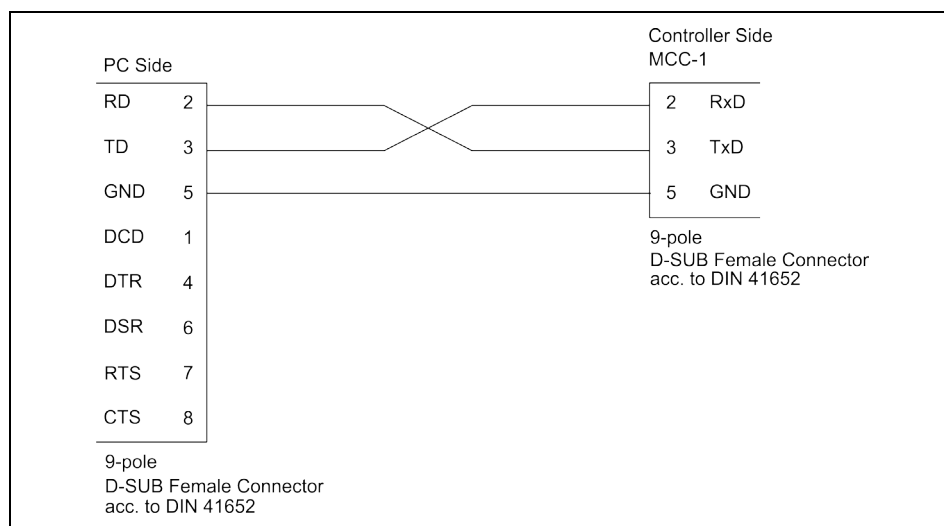 Controller Side
MCC-1
PC Side
RD 2
2 RxD
TD 3
3 TxD
GND 5
5 GND
DCD 1
9-pole
D-SUB Female Connector
acc. to DIN 41652
DTR 4
DSR 6
RTS 7
CTS 8
9-pole
D-SUB Female Connector
acc. to DIN 41652